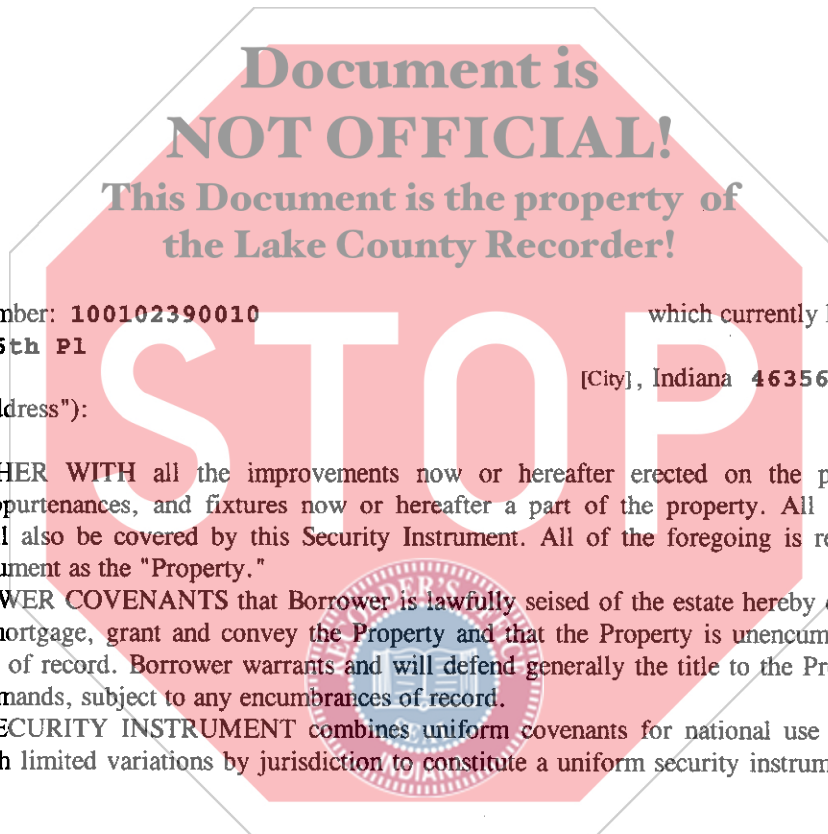 Document is
NOT OFFICIAL!
This Document is the property of
the Lake County Recorder!
STOP
mber: 100102390010 which currently
5th Pl
[City], Indiana 46356
ddress"):
HER WITH all the improvements now or hereafter erected on the p
purtenances, and fixtures now or hereafter a part of the property. All
l also be covered by this Security Instrument. All of the foregoing is re
ument as the "Property."
WER COVENANTS that Borrower is lawfully seised of the estate hereby
nortgage, grant and convey the Property and that the Property is unencum
of record. Borrower warrants and will defend generally the title to the Pr
mands, subject to any encumbrances of record.
ECURITY INSTRUMENT combines uniform covenants for national use
h limited variations by jurisdiction to constitute a uniform security instrum
SEAL
INDIANA